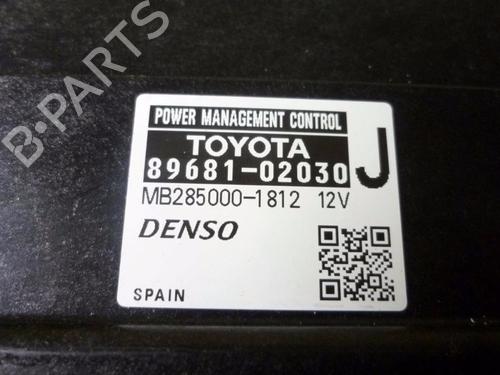 POWER MANAGEMENT CONTROL
TOYOTA
89681-02030
J
MB285000-1812 12V
DENSO
SPAIN
B-PARTS